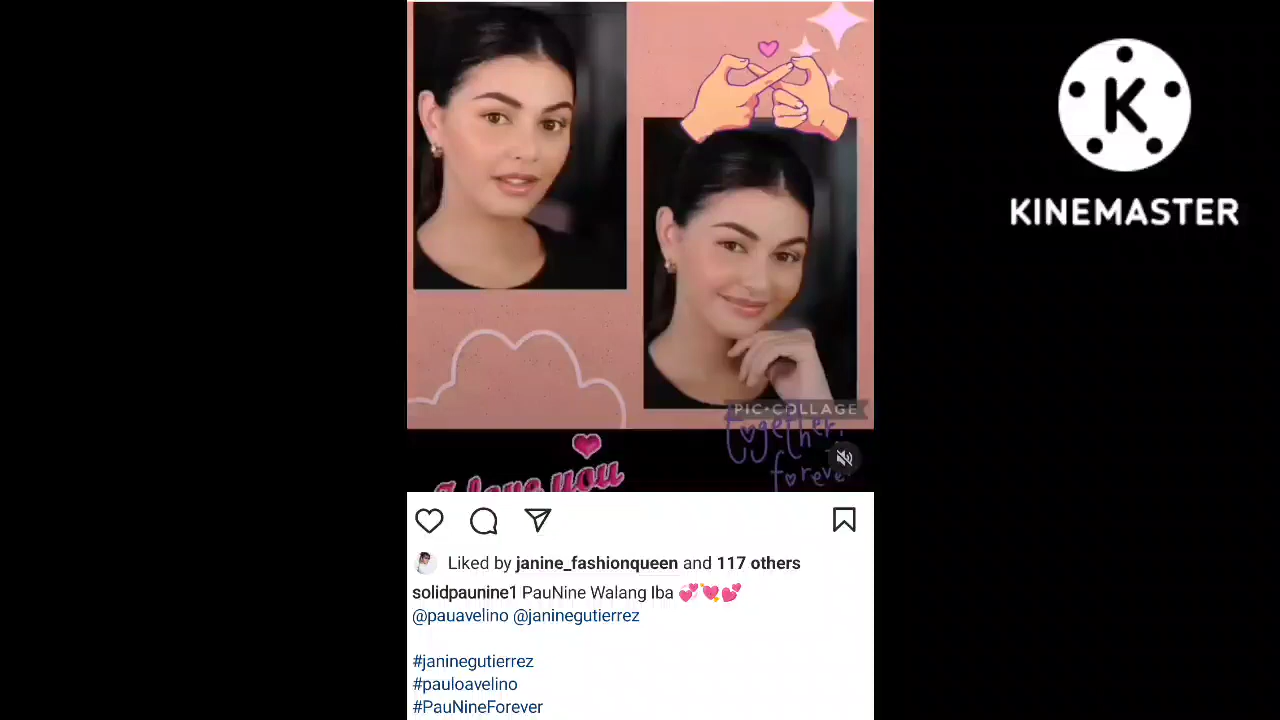 K
KINEMASTER
PIC•COLLAGE
together,
forever
I love you
Liked by janine_fashionqueen and 117 others
solidpaunine1 PauNine Walang Iba 💞💘💕
@pauavelino @janinegutierrez
#janinegutierrez
#pauloavelino
#PauNineForever